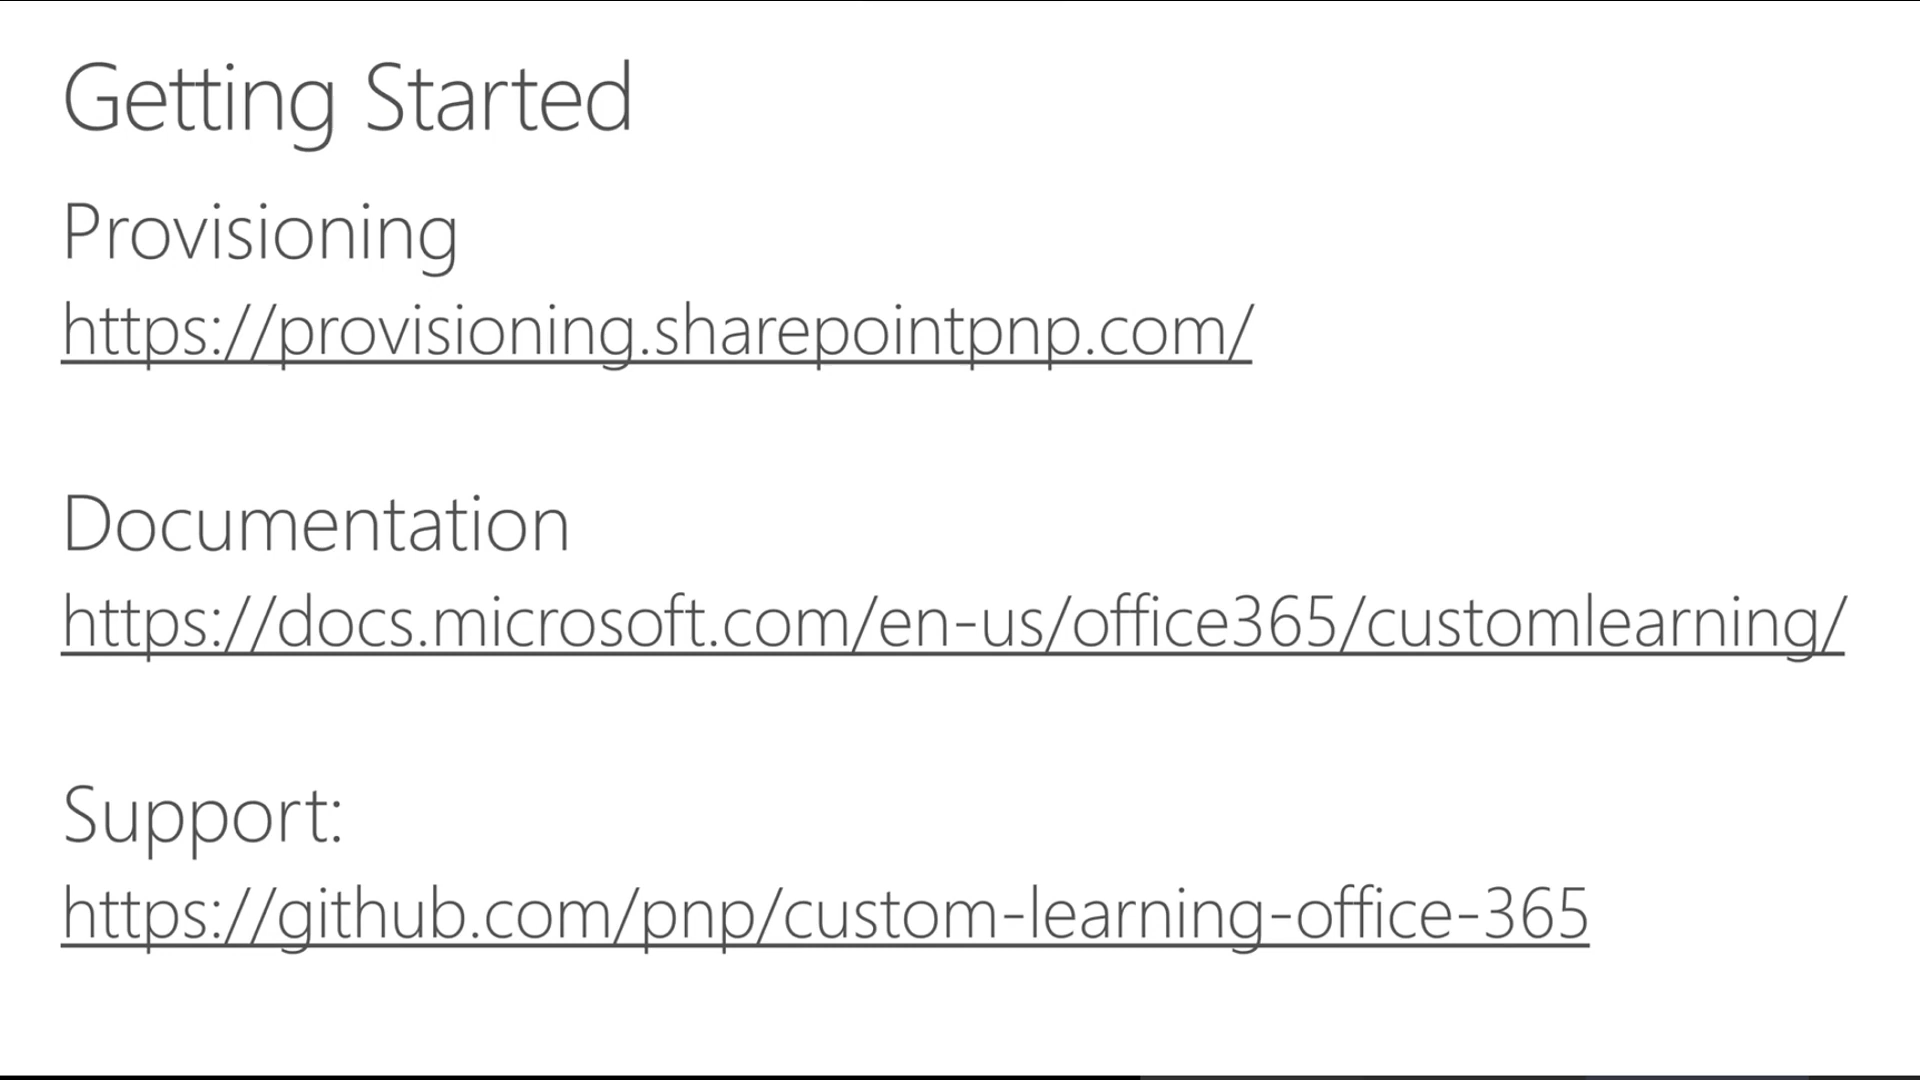 Getting Started
Provisioning
https://provisioning.sharepointpnp.com/
Documentation
https://docs.microsoft.com/en-us/office365/customlearning/
Support:
https://github.com/pnp/custom-learning-office-365